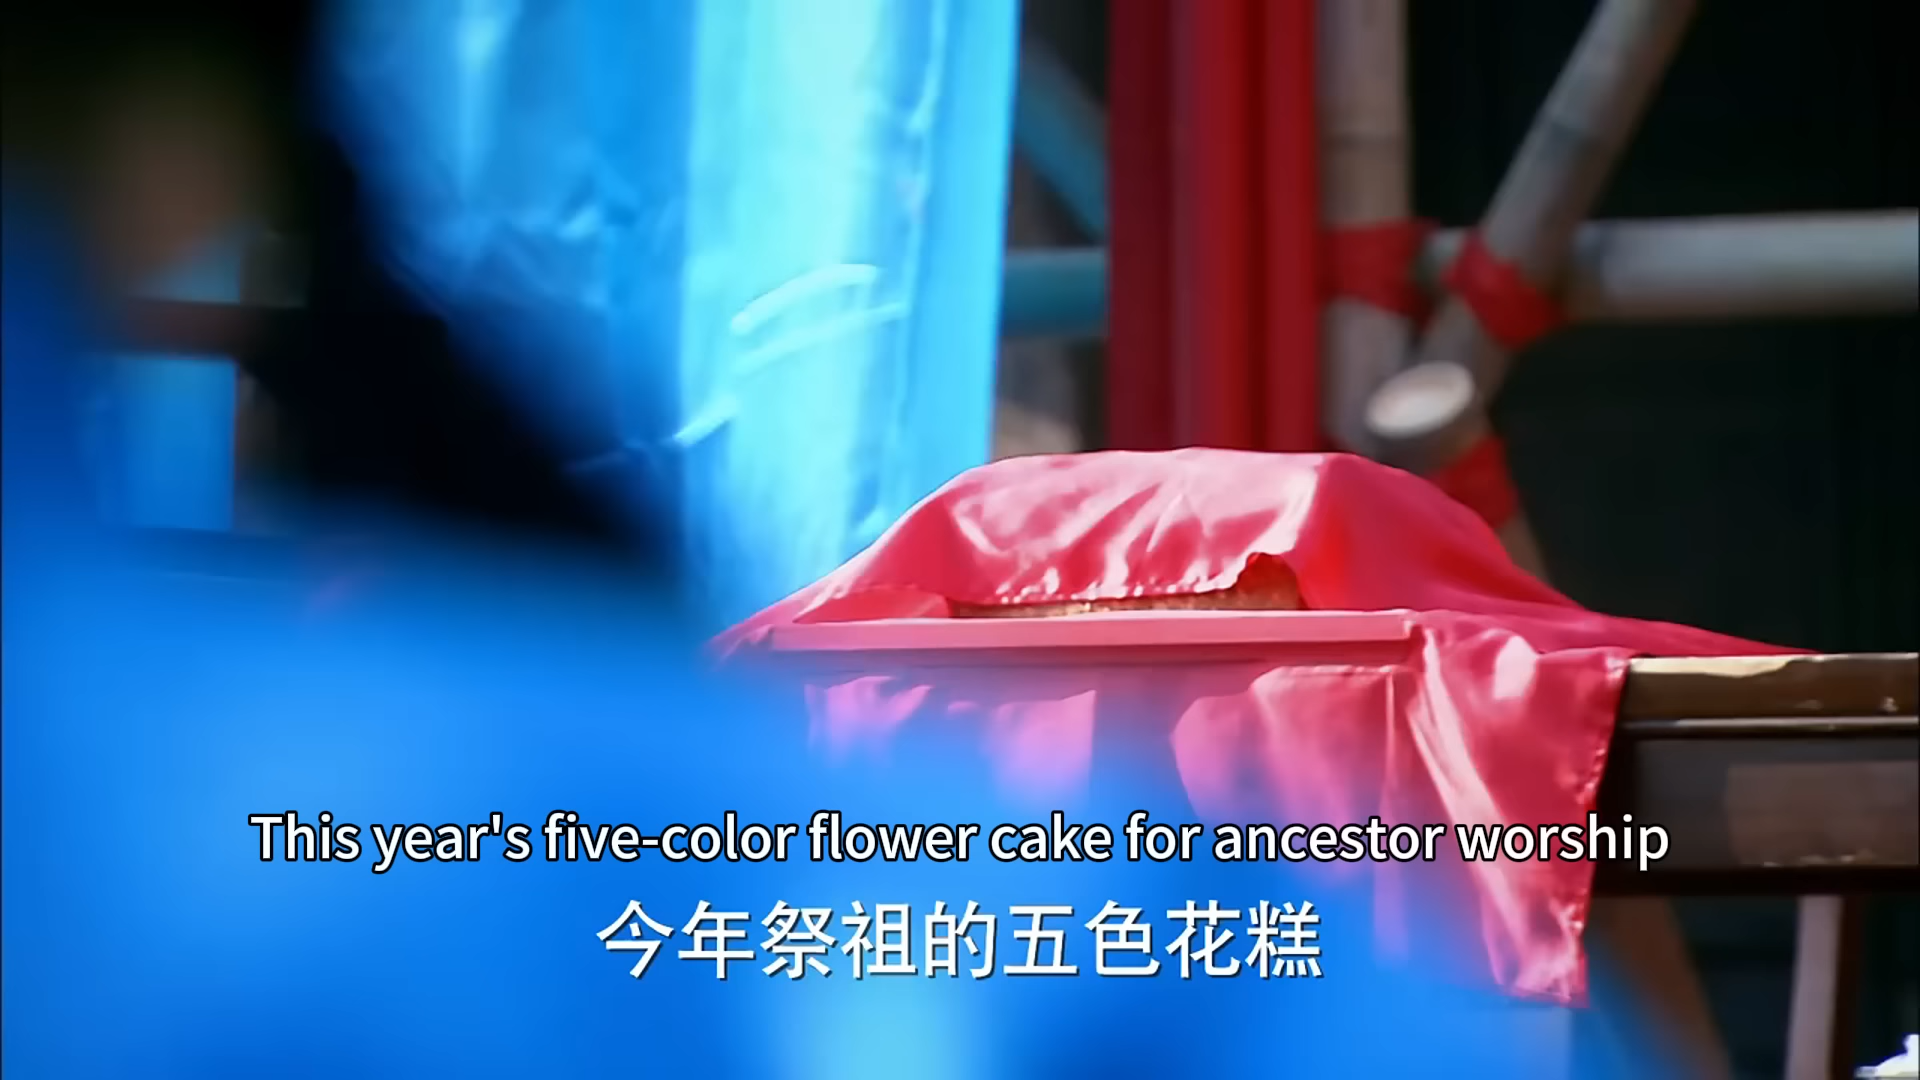 This year's five-color flower cake for ancestor worship
今年祭祖的五色花糕